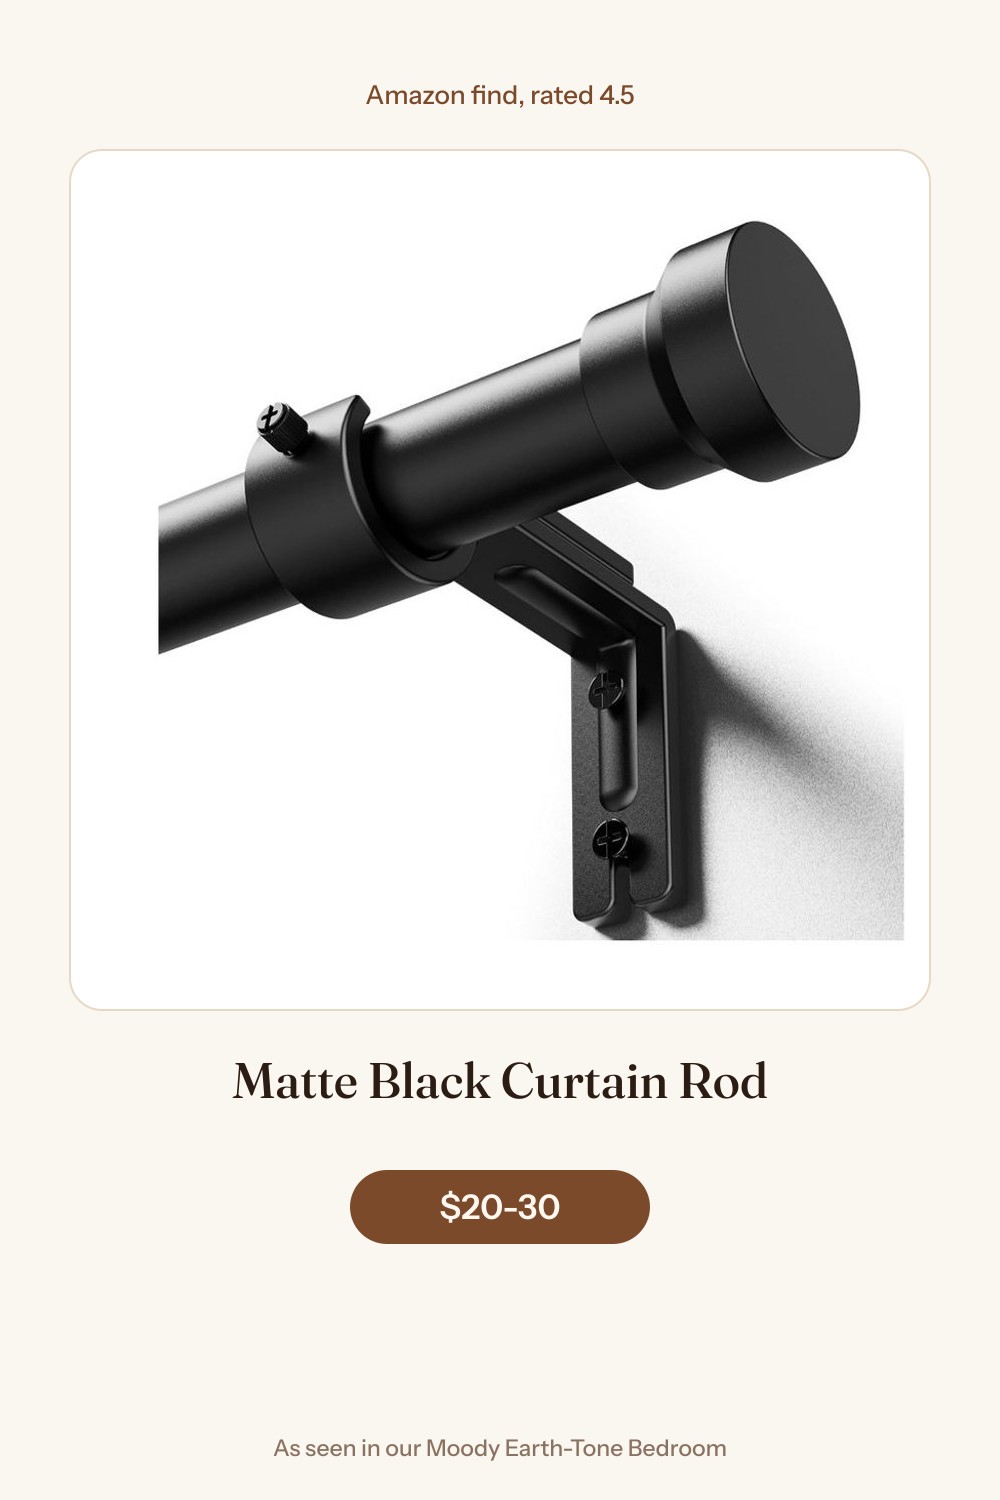 Amazon find, rated 4.5
Matte Black Curtain Rod
$20-30
As seen in our Moody Earth-Tone Bedroom